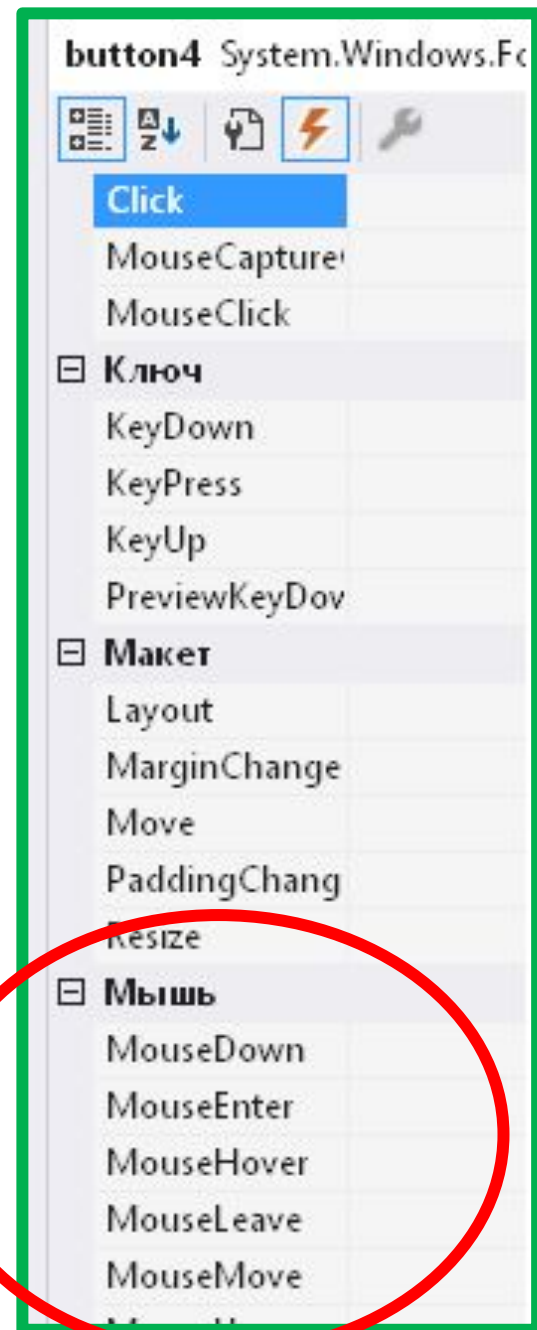 button4 System.Windows.Fo
Click
MouseCapture
MouseClick
Ключ
KeyDown
KeyPress
KeyUp
PreviewKeyDov
Макет
Layout
MarginChange
Move
PaddingChang
Resize
Мышь
MouseDown
MouseEnter
MouseHover
MouseLeave
MouseMove